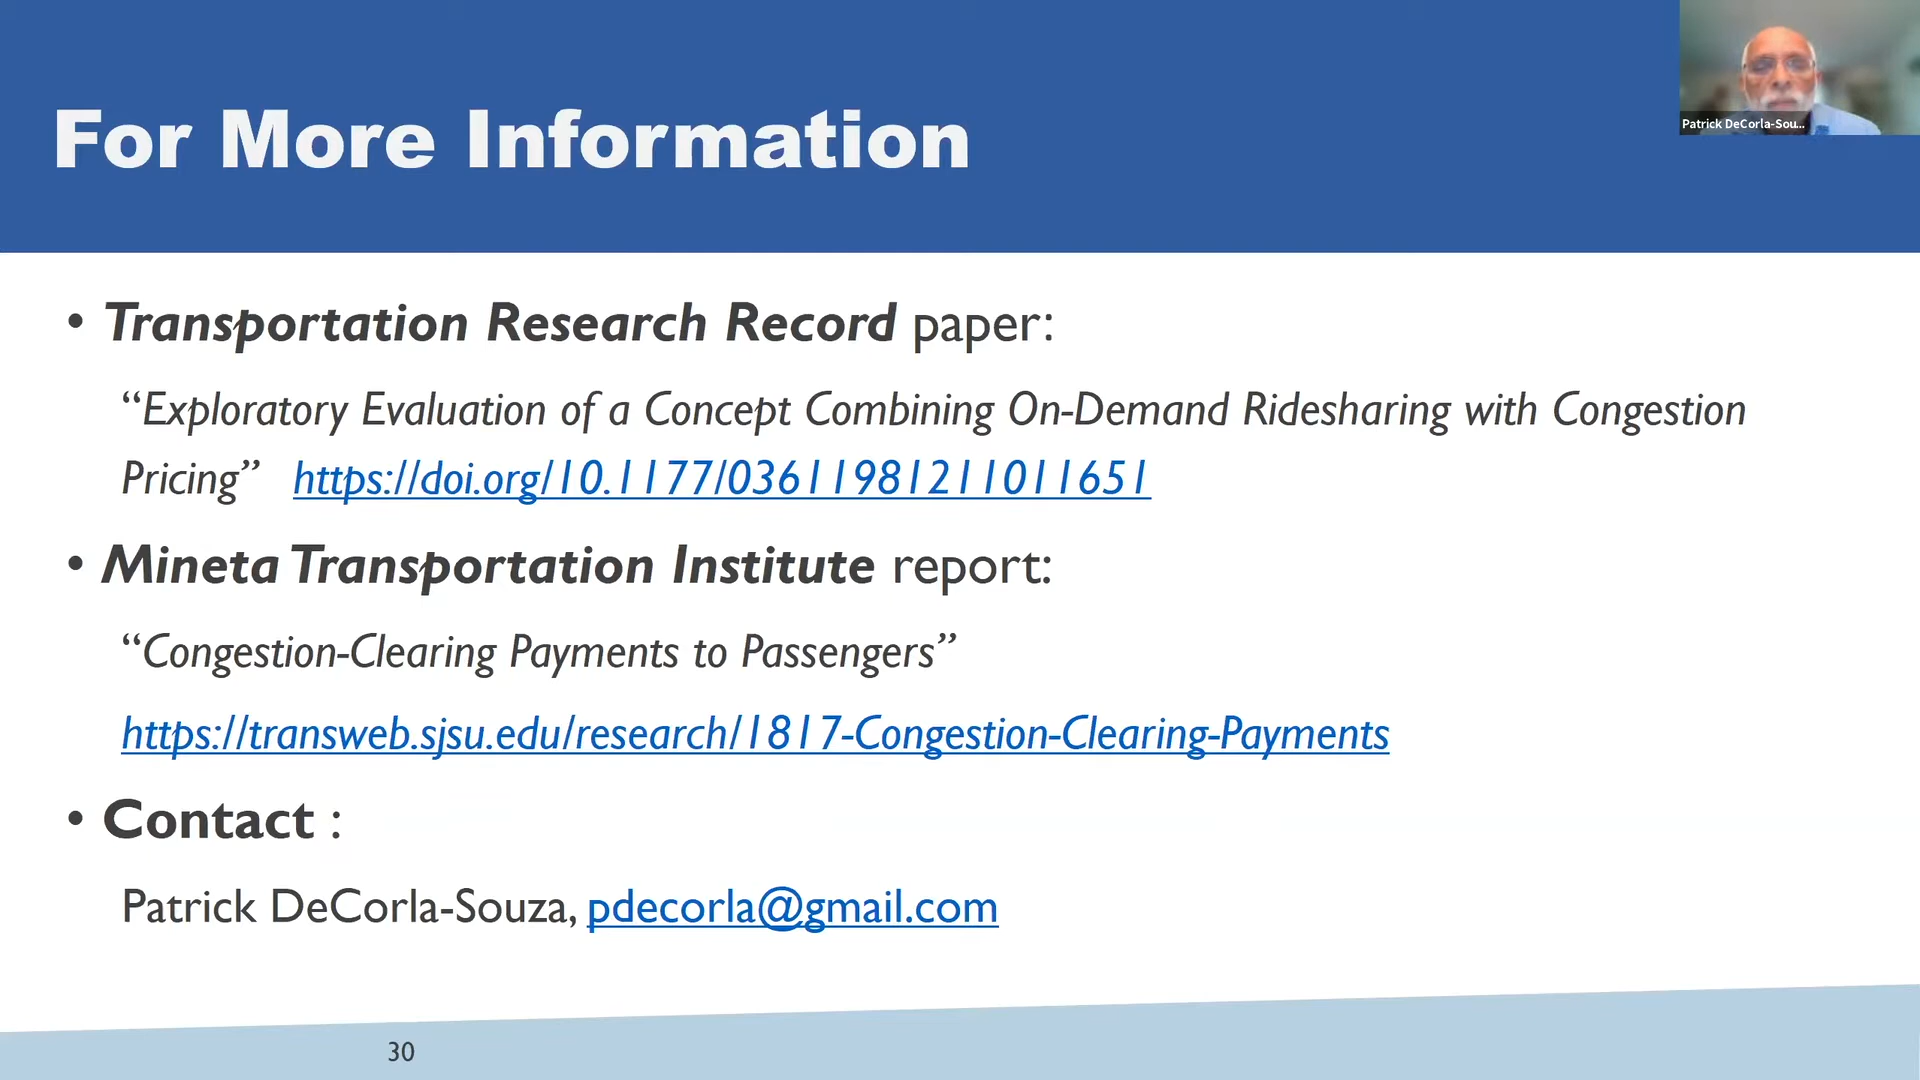 For More Information
Patrick DeCorla-Sou...
• Transportation Research Record paper:
“Exploratory Evaluation of a Concept Combining On-Demand Ridesharing with Congestion
Pricing” https://doi.org/10.1177/03611981211011651
• Mineta Transportation Institute report:
“Congestion-Clearing Payments to Passengers”
https://transweb.sjsu.edu/research/1817-Congestion-Clearing-Payments
• Contact :
Patrick DeCorla-Souza, pdecorla@gmail.com
30